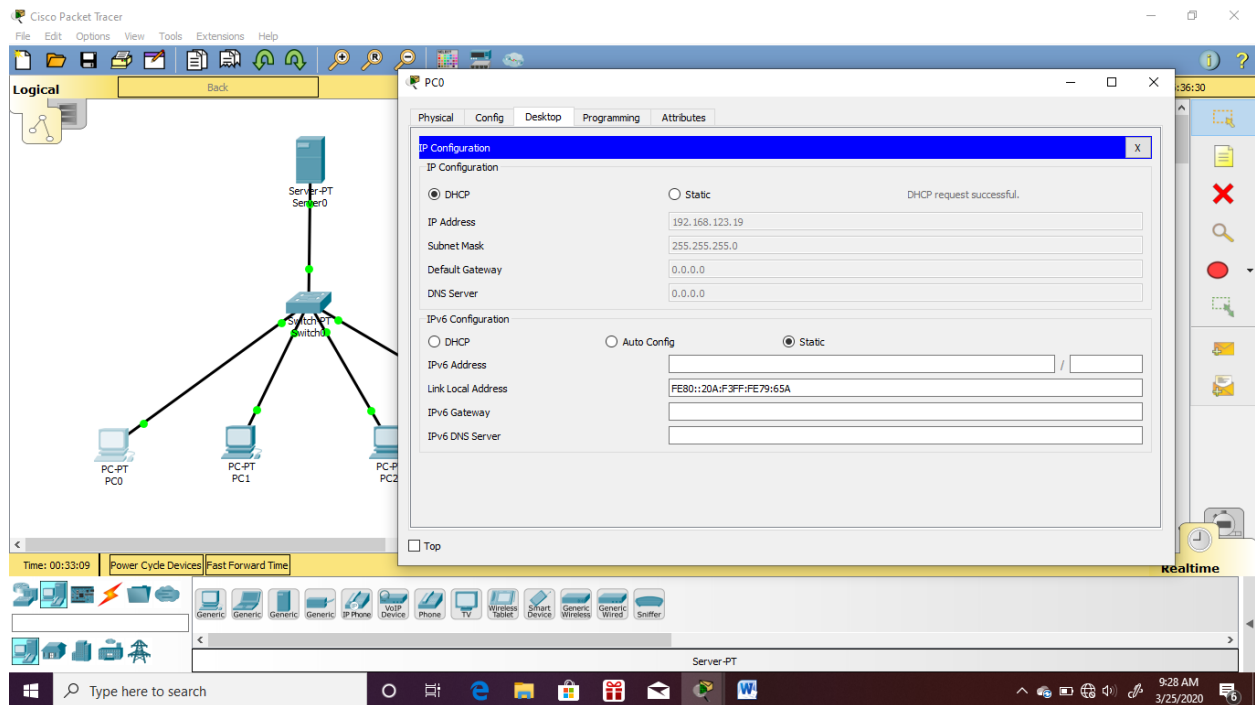 Cisco Packet Tracer
File Edit Options View Tools Extensions Help
Logical
Back
:36:30
Server-PT
Server0
Switch-PT
Switch0
PC-PT
PC0
PC-PT
PC1
PC-P
PC2
PC0
Physical Config Desktop Programming Attributes
IP Configuration
X
IP Configuration
DHCP Static DHCP request successful.
IP Address 192.168.123.19
Subnet Mask 255.255.255.0
Default Gateway 0.0.0.0
DNS Server 0.0.0.0
IPv6 Configuration
DHCP Auto Config Static
IPv6 Address /
Link Local Address FE80::20A:F3FF:FE79:65A
IPv6 Gateway
IPv6 DNS Server
Top
Time: 00:33:09 Power Cycle Devices Fast Forward Time
Realtime
Generic Generic Generic Generic IP Phone VoIP Device Phone TV Wireless Tablet Smart Device Generic Wireless Generic Wired Sniffer
Server-PT
Type here to search
9:28 AM
3/25/2020
6